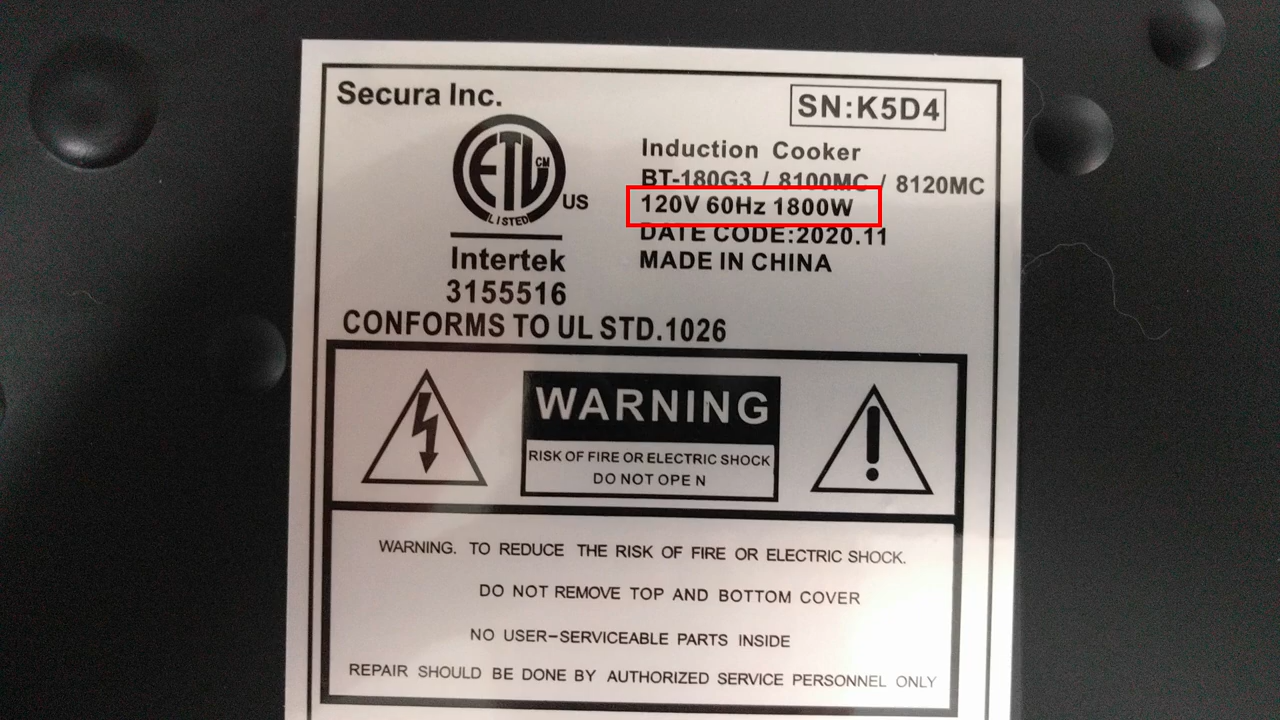 Secura Inc.
SN:K5D4
ETL CM
LISTED
US
Intertek
3155516
Induction Cooker
BT-180G3 / 8100MC / 8120MC
120V 60Hz 1800W
DATE CODE:2020.11
MADE IN CHINA
CONFORMS TO UL STD.1026
WARNING
RISK OF FIRE OR ELECTRIC SHOCK
DO NOT OPE N
WARNING. TO REDUCE THE RISK OF FIRE OR ELECTRIC SHOCK.
DO NOT REMOVE TOP AND BOTTOM COVER
NO USER-SERVICEABLE PARTS INSIDE
REPAIR SHOULD BE DONE BY AUTHORIZED SERVICE PERSONNEL ONLY